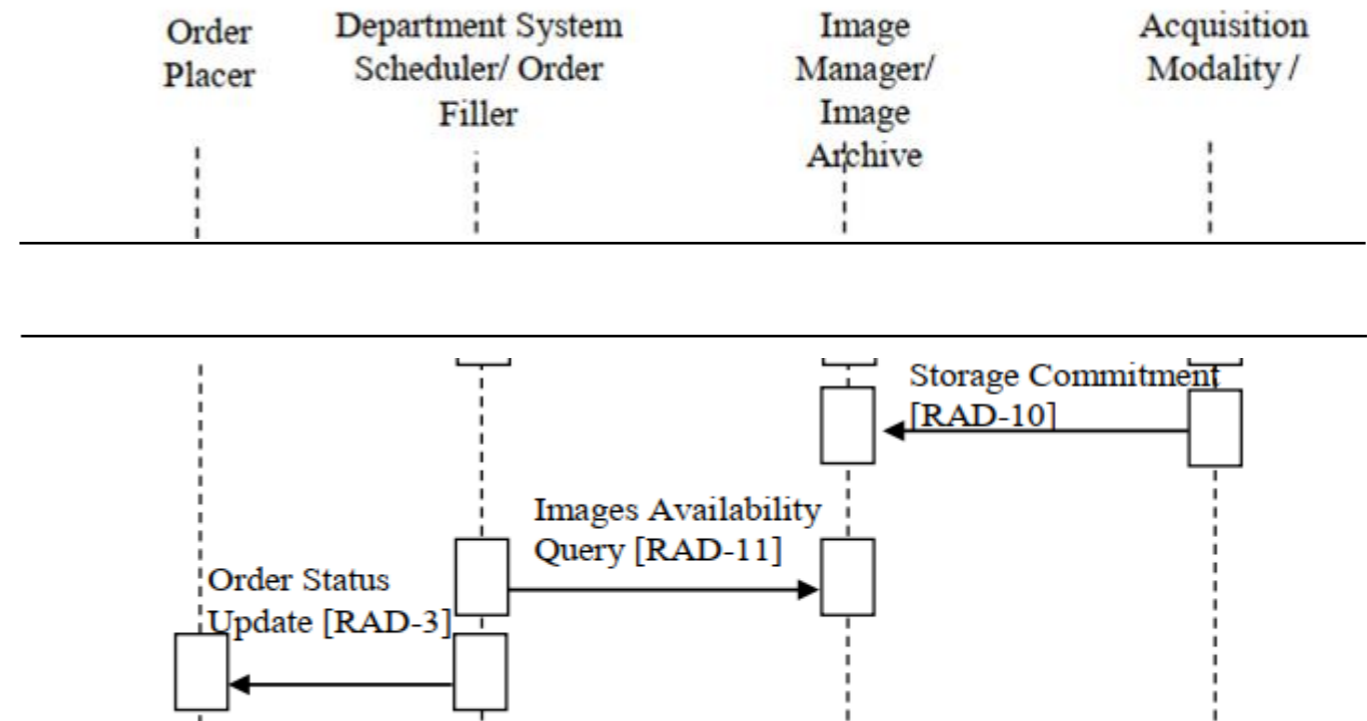 Order
Placer
Department System
Scheduler/ Order
Filler
Image
Manager/
Image
Archive
Acquisition
Modality /
Storage Commitment
[RAD-10]
Images Availability
Query [RAD-11]
Order Status
Update [RAD-3]